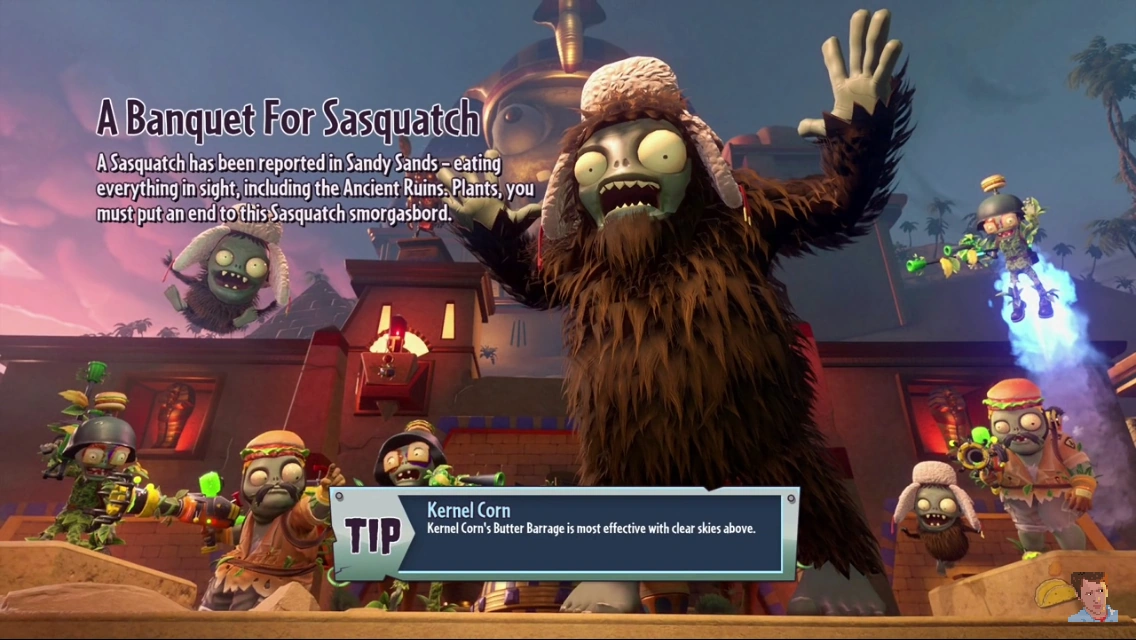 A Banquet For Sasquatch
A Sasquatch has been reported in Sandy Sands – eating
everything in sight, including the Ancient Ruins. Plants, you
must put an end to this Sasquatch smorgasbord.
TIP
Kernel Corn
Kernel Corn's Butter Barrage is most effective with clear skies above.